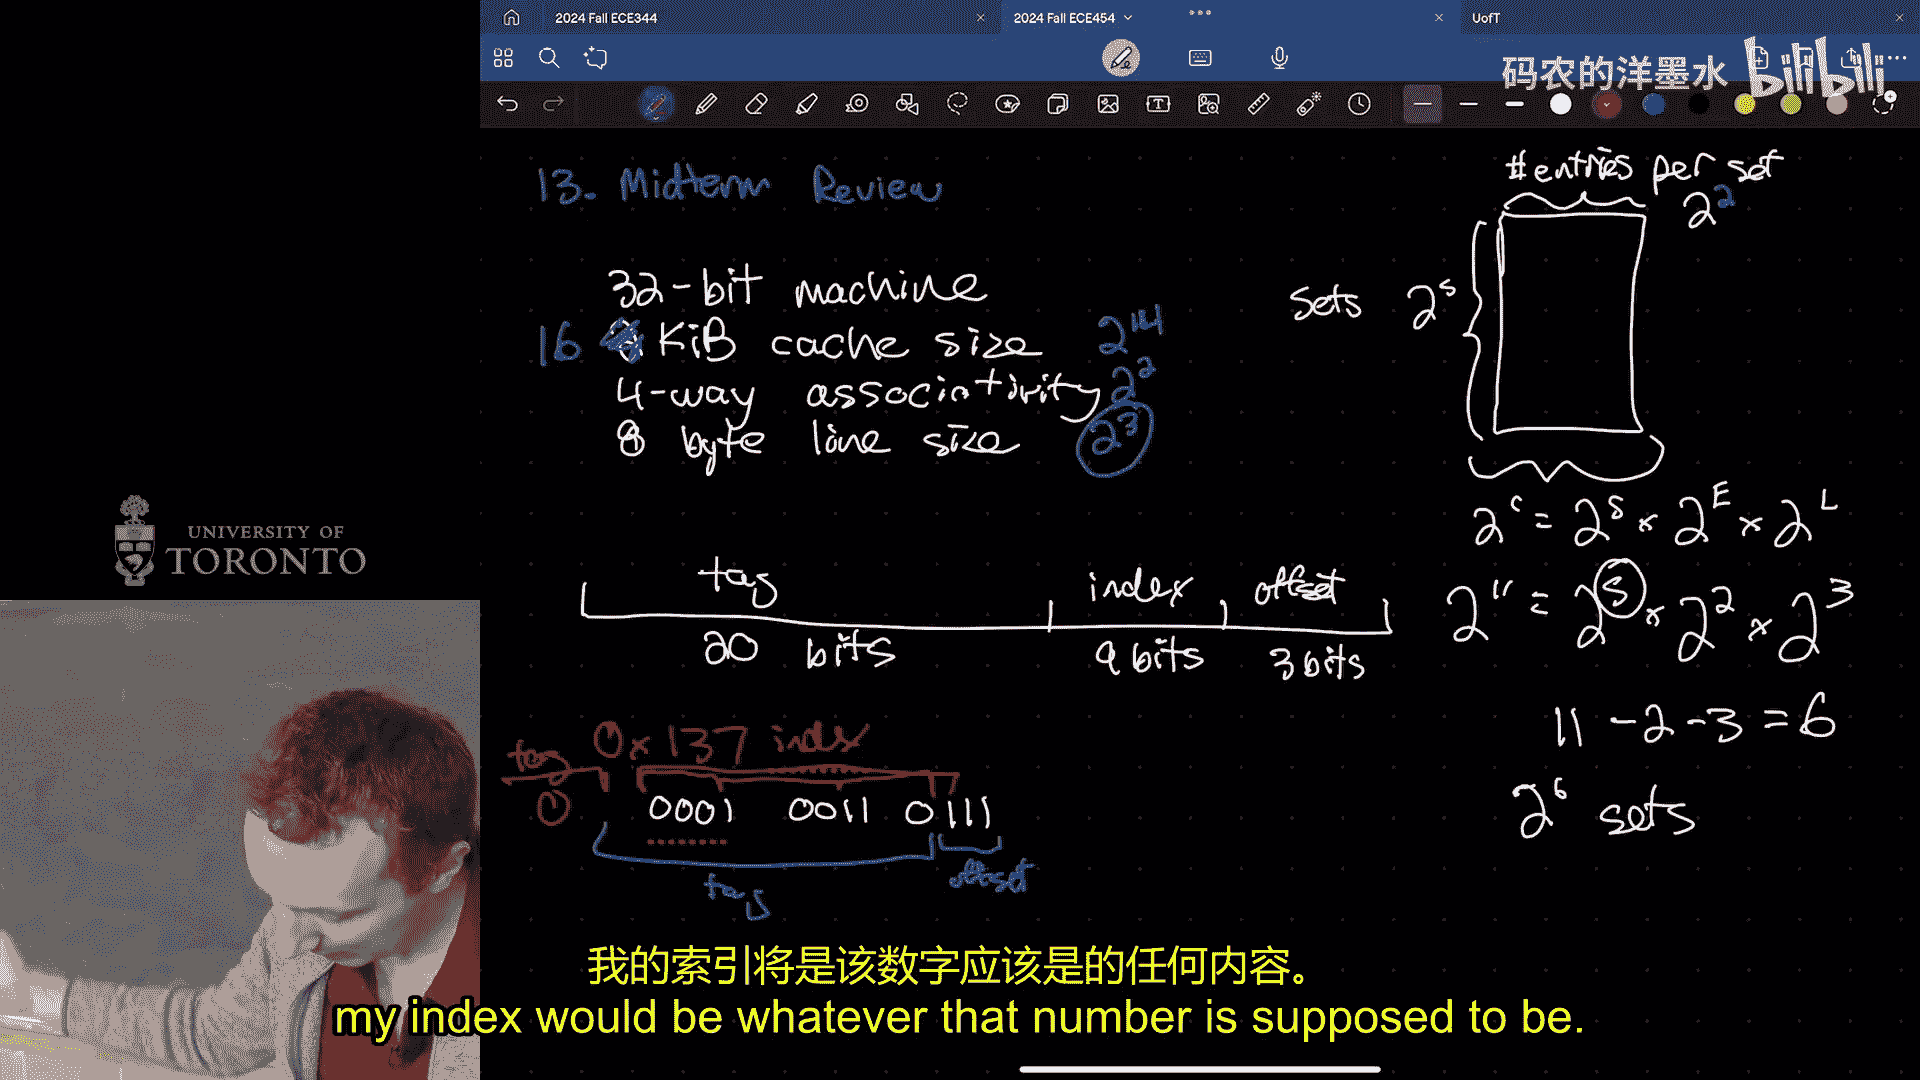 2024 Fall ECE344
2024 Fall ECE454
UofT
码农的洋墨水 bilibili
13. Midterm Review
32-bit machine
16 KiB cache size 2^14
4-way associativity 2^2
8 byte line size 2^3
#entries per set
2^2
Sets 2^s
2^c = 2^s × 2^E × 2^L
2^11 = 2^s × 2^2 × 2^3
11 - 2 - 3 = 6
2^6 sets
tag index offset
20 bits 9 bits 3 bits
0x137 index
tag
0
0001 0011 0111
tag offset
UNIVERSITY OF
TORONTO
我的索引将是该数字应该是的任何内容。
my index would be whatever that number is supposed to be.